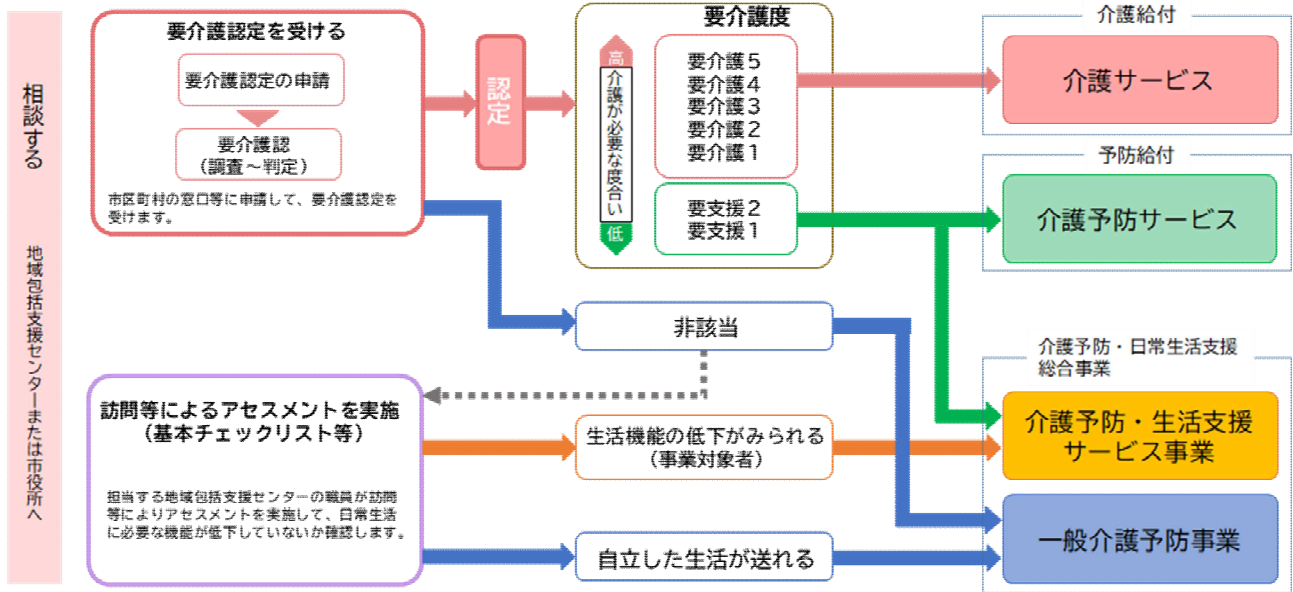 相談する
地域包括支援センターまたは市役所へ
要介護認定を受ける
要介護認定の申請
要介護認
（調査～判定）
市区町村の窓口等に申請して、要介護認定を
受けます。
認定
要介護度
高
介護が必要な度合い
低
要介護５
要介護４
要介護３
要介護２
要介護１
要支援２
要支援１
介護給付
介護サービス
予防給付
介護予防サービス
非該当
訪問等によるアセスメントを実施
（基本チェックリスト等）
担当する地域包括支援センターの職員が訪問
等によりアセスメントを実施して、日常生活
に必要な機能が低下していないか確認します。
生活機能の低下がみられる
（事業対象者）
自立した生活が送れる
介護予防・日常生活支援
総合事業
介護予防・生活支援
サービス事業
一般介護予防事業